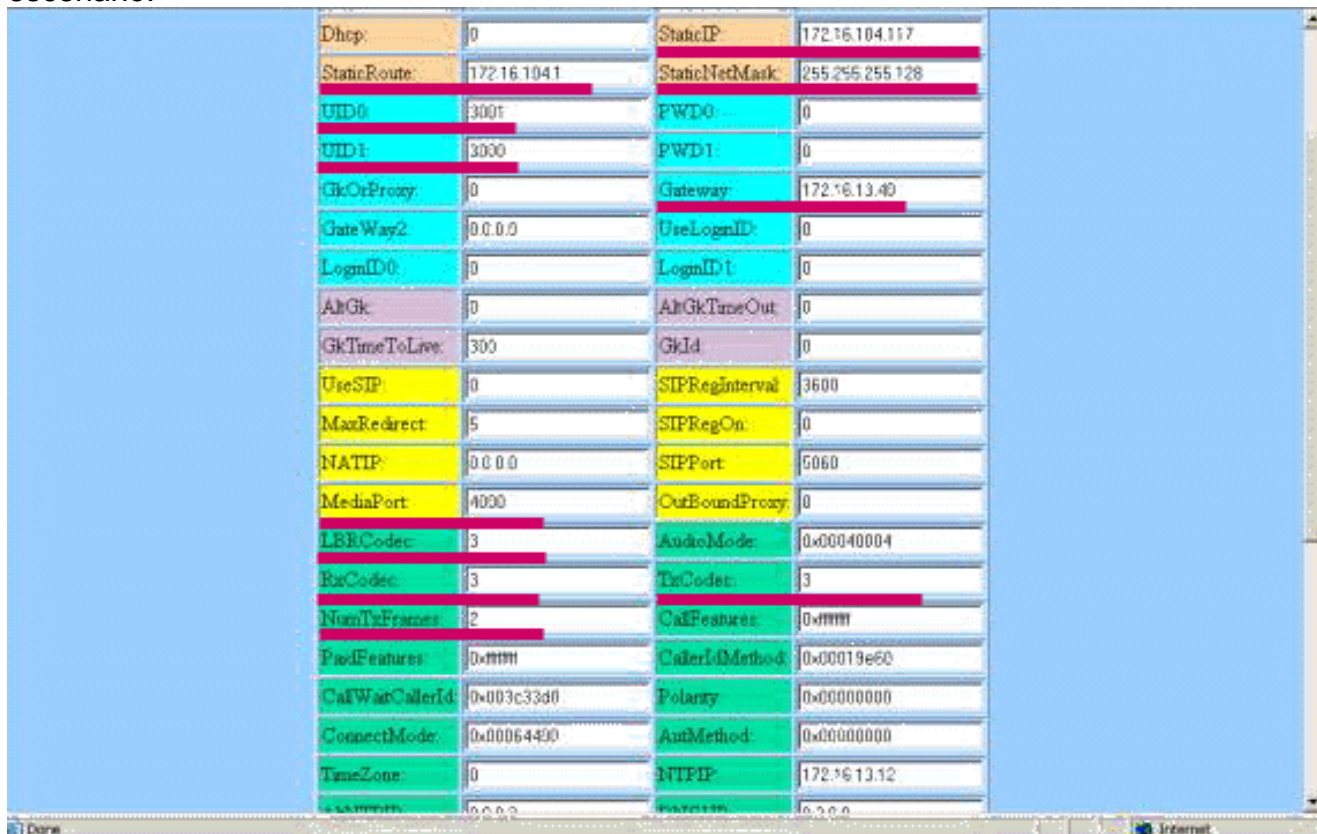 Dhcp: 0 StaticIP: 172.16.104.117
StaticRoute: 172.16.104.1 StaticNetMask: 255.255.255.128
UID0: 3001 PWD0: 0
UID1: 3000 PWD1: 0
GkOrProxy: 0 Gateway: 172.16.13.40
GateWay2: 0.0.0.0 UseLoginID: 0
LoginID0: 0 LoginID1: 0
AltGk: 0 AltGkTimeOut: 0
GkTimeToLive: 300 GkId: 0
UseSIP: 0 SIPRegInterval: 3600
MaxRedirect: 5 SIPRegOn: 0
NATIP: 0.0.0.0 SIPPort: 5060
MediaPort: 4000 OutBoundProxy: 0
LBRCodec: 3 AudioMode: 0x00040004
RxCodec: 3 TxCodec: 3
NumTxFrames: 2 CallFeatures: 0xffffffff
PaidFeatures: 0xffffffff CallerIdMethod: 0x00019e60
CallWaitCallerId: 0x003c33d0 Polarity: 0x00000000
ConnectMode: 0x00064400 AutMethod: 0x00000000
TimeZone: 0 NTPIP: 172.16.13.12
Done Internet